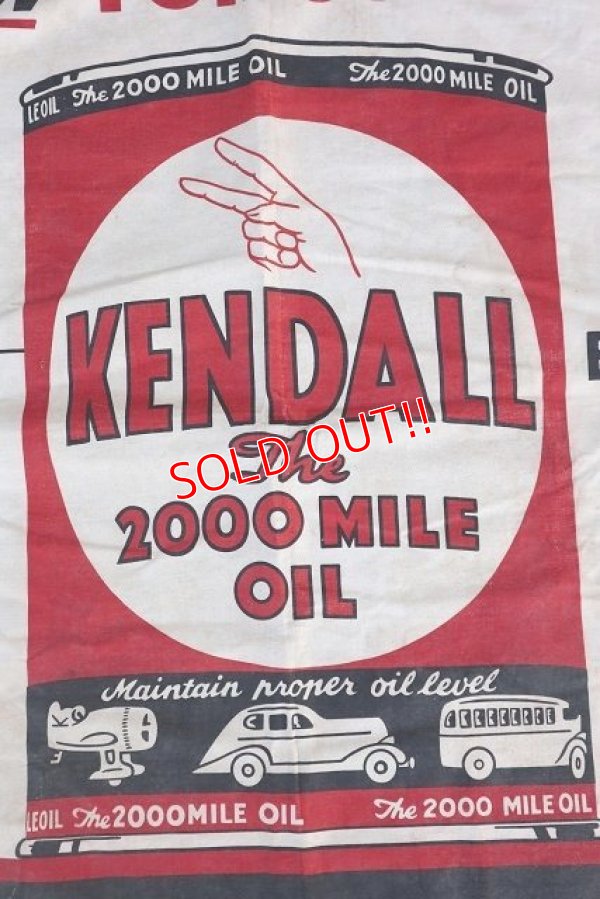 LE OIL The 2000 MILE OIL The 2000 MILE OIL
KENDALL
SOLD OUT!!
The
2000 MILE
OIL
Maintain proper oil level
LE OIL The 2000 MILE OIL The 2000 MILE OIL